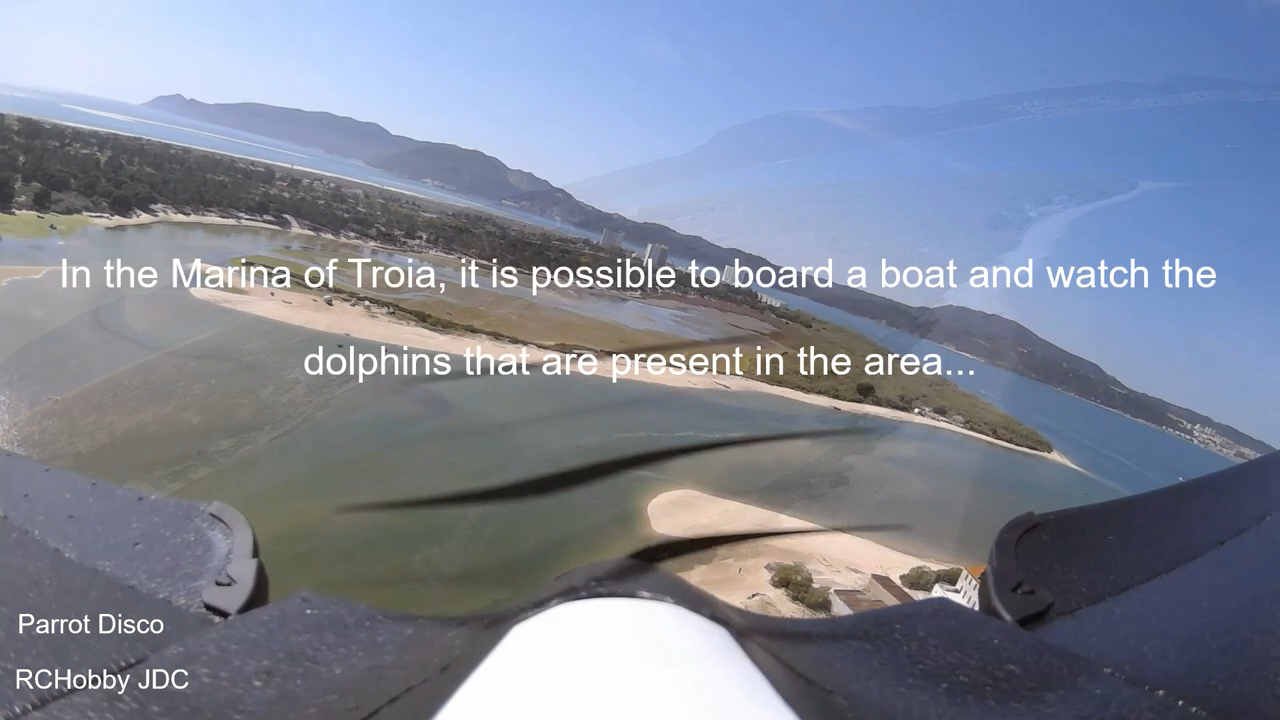 In the Marina of Troia, it is possible to board a boat and watch the
dolphins that are present in the area...
Parrot Disco
RCHobby JDC